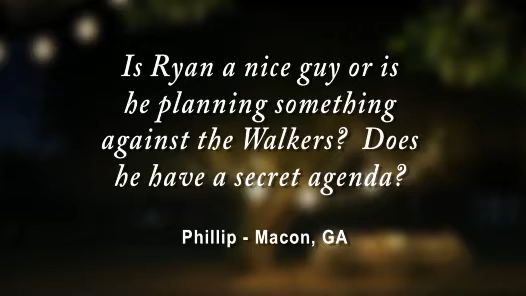 Is Ryan a nice guy or is
he planning something
against the Walkers? Does
he have a secret agenda?
Phillip - Macon, GA